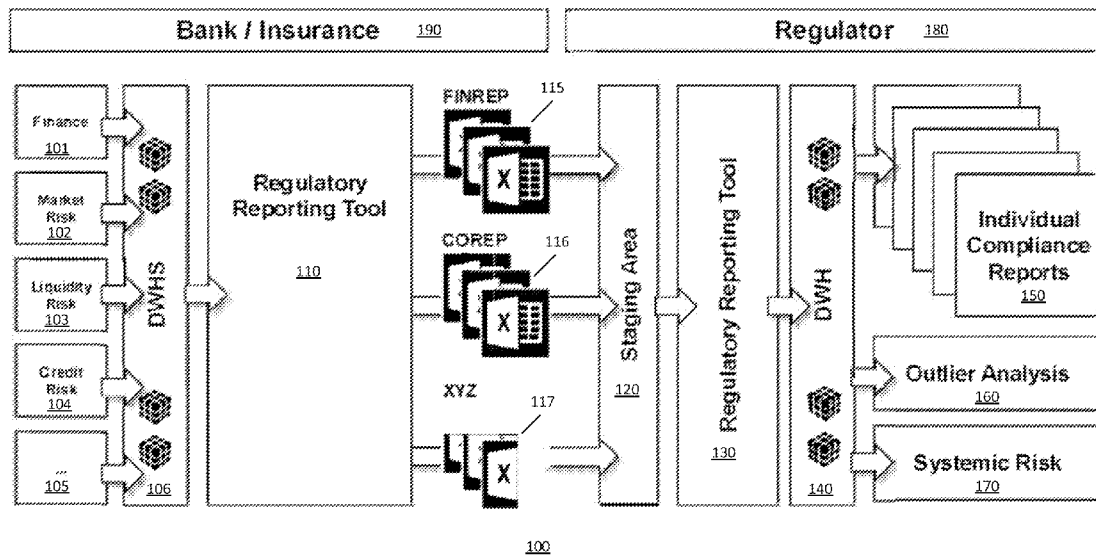 Bank / Insurance 190
Regulator 180
Finance
101
Market
Risk
102
Liquidity
Risk
103
Credit
Risk
104
...
105
DWHS
106
Regulatory
Reporting Tool
110
FINREP
115
X
COREP
116
X
XYZ
117
X
Staging Area
120
Regulatory Reporting Tool
130
DWH
140
Individual
Compliance
Reports
150
Outlier Analysis
160
Systemic Risk
170
100